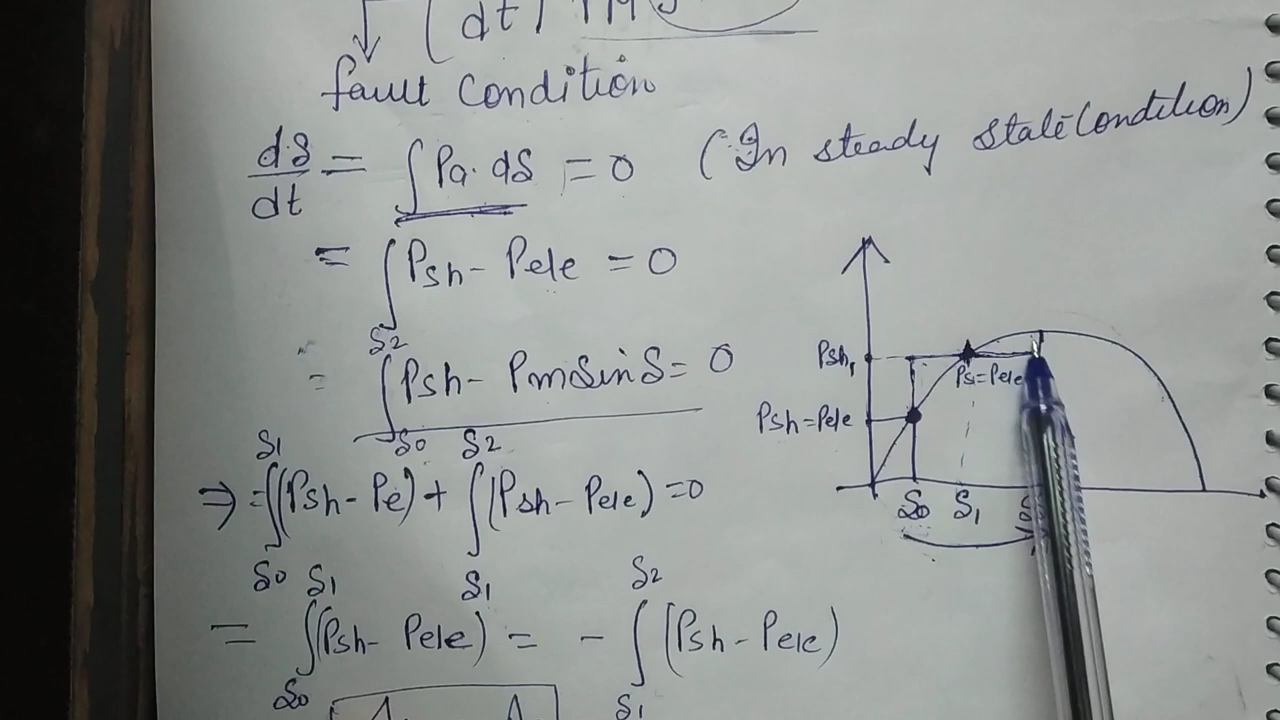 fault Condition
dδ/dt = ∫ Pa. dδ = 0 (In steady state Condition)
= ∫ Psh - Pele = 0
= ∫δ0^δ2 Psh - Pm Sin δ = 0
⇒ = ∫δ0^δ1 (Psh - Pe) + ∫δ1^δ2 (Psh - Pele) = 0
= ∫δ0^δ1 (Psh - Pele) = - ∫δ1^δ2 (Psh - Pele)
Psh1
Ps=Pele
Psh=Pele
δ0 δ1